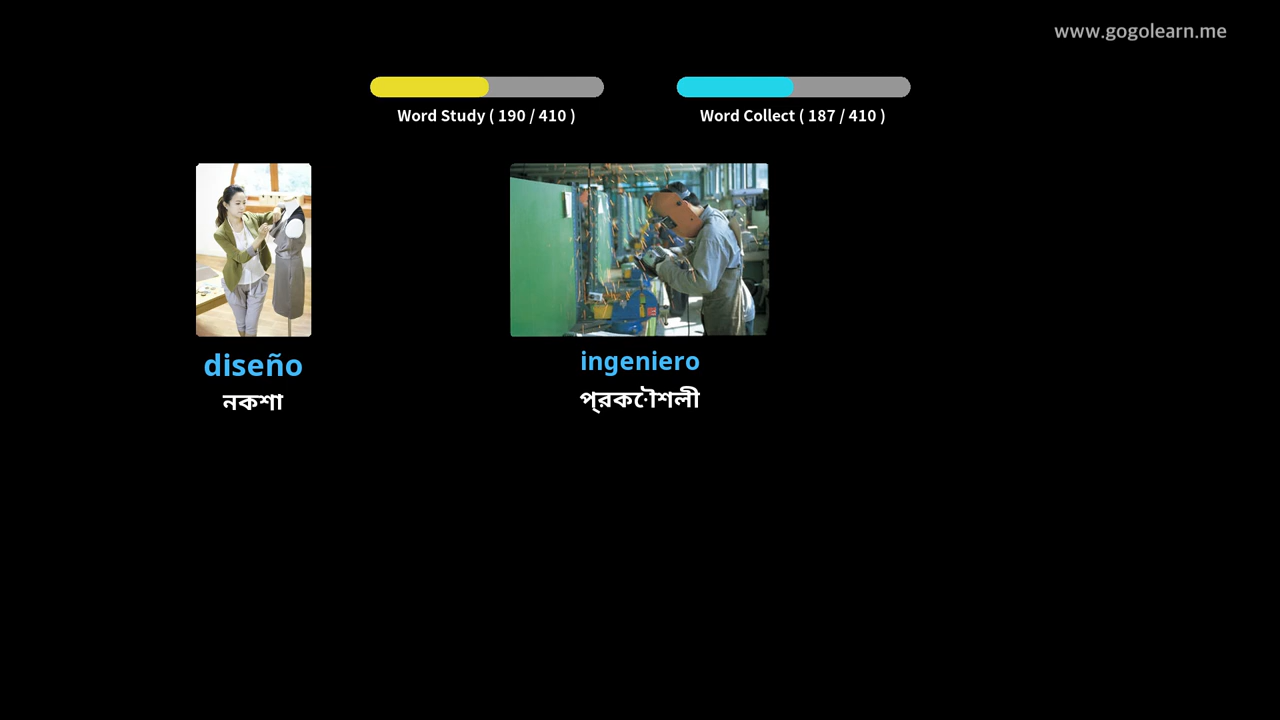 www.gogolearn.me
Word Study ( 190 / 410 )
Word Collect ( 187 / 410 )
diseño
নকশা
ingeniero
প্রকৌশলী